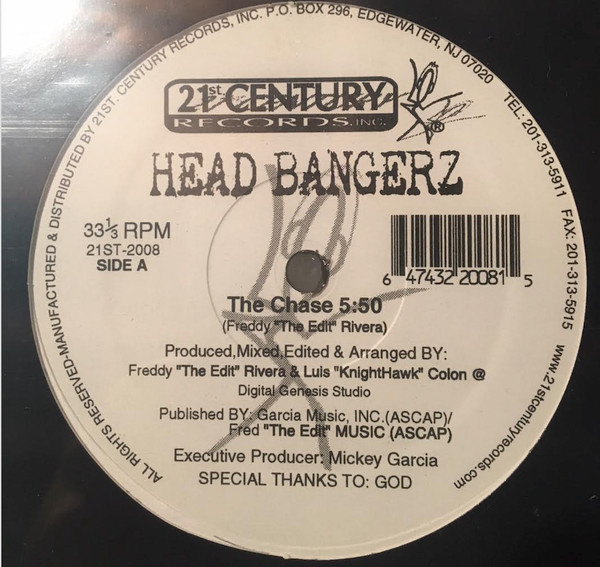 ALL RIGHTS RESERVED-MANUFACTURED & DISTRIBUTED BY 21ST. CENTURY RECORDS, INC. P.O. BOX 296, EDGEWATER, NJ 07020 TEL: 201-313-5911 FAX: 201-313-5915 www.21stcenturyrecords.com
21st CENTURY
RECORDS, INC.
®
HEAD BANGERZ
33⅓ RPM
21ST-2008
SIDE A
6 47432 20081 5
The Chase 5:50
(Freddy "The Edit" Rivera)
Produced,Mixed,Edited & Arranged BY:
Freddy "The Edit" Rivera & Luis "KnightHawk" Colon @
Digital Genesis Studio
Published BY: Garcia Music, INC.(ASCAP)/
Fred "The Edit" MUSIC (ASCAP)
Executive Producer: Mickey Garcia
SPECIAL THANKS TO: GOD